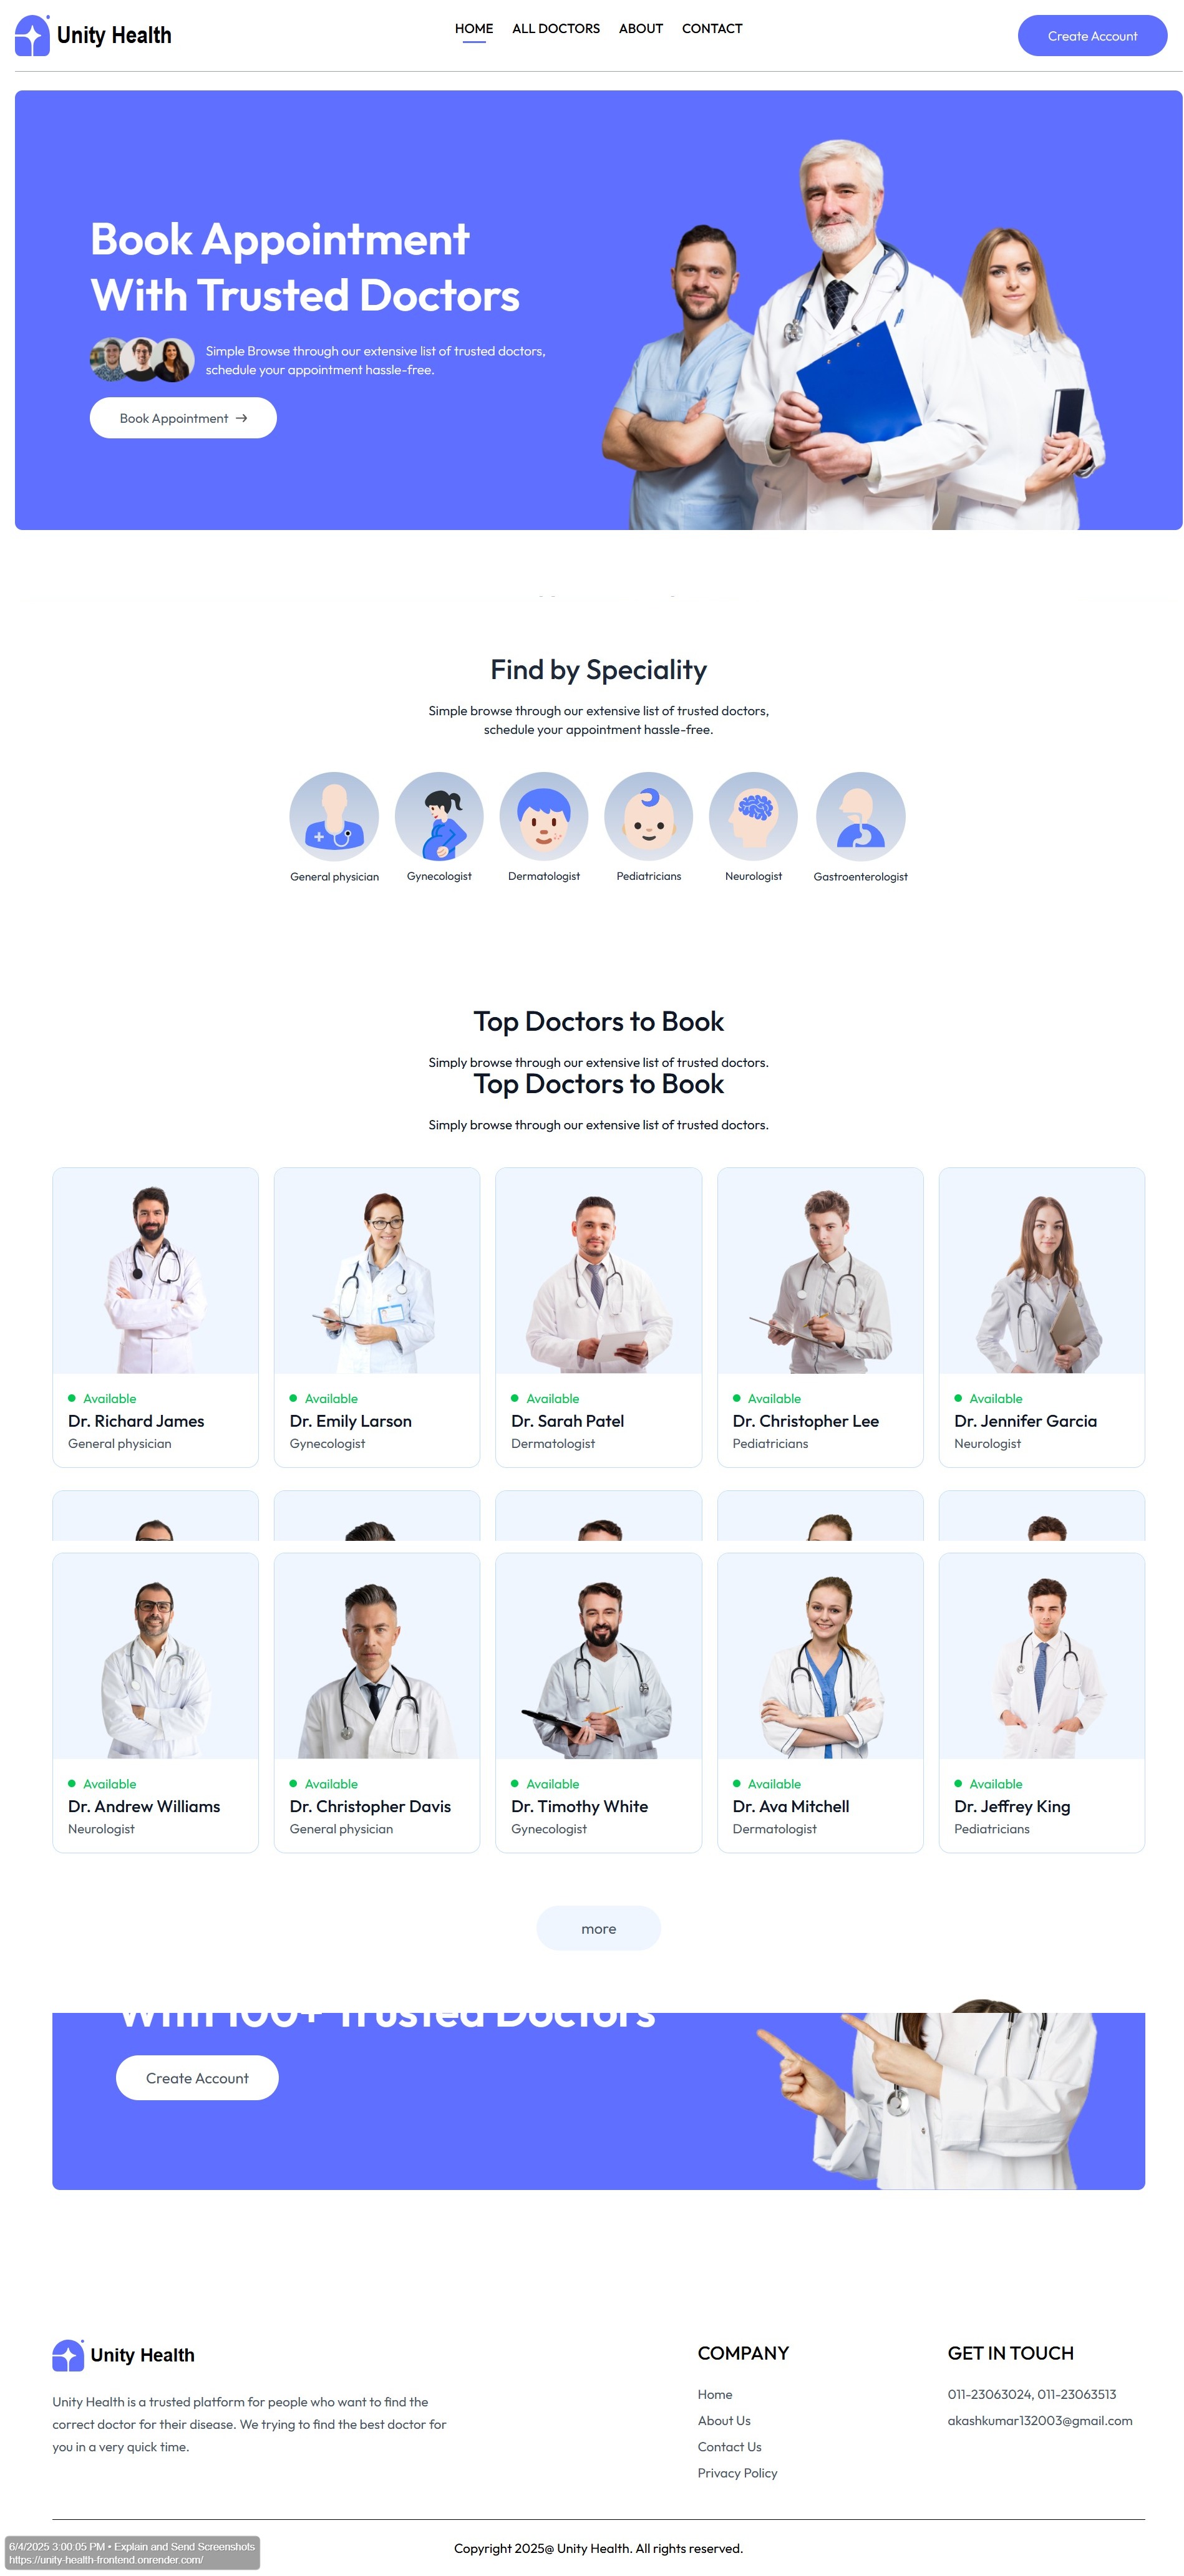 Unity Health
HOME
ALL DOCTORS
ABOUT
CONTACT
Create Account
Book Appointment
With Trusted Doctors
Simple Browse through our extensive list of trusted doctors,
schedule your appointment hassle-free.
Book Appointment →
Find by Speciality
Simple browse through our extensive list of trusted doctors,
schedule your appointment hassle-free.
General physician
Gynecologist
Dermatologist
Pediatricians
Neurologist
Gastroenterologist
Top Doctors to Book
Simply browse through our extensive list of trusted doctors.
Top Doctors to Book
Simply browse through our extensive list of trusted doctors.
Available
Dr. Richard James
General physician
Available
Dr. Emily Larson
Gynecologist
Available
Dr. Sarah Patel
Dermatologist
Available
Dr. Christopher Lee
Pediatricians
Available
Dr. Jennifer Garcia
Neurologist
Available
Dr. Andrew Williams
Neurologist
Available
Dr. Christopher Davis
General physician
Available
Dr. Timothy White
Gynecologist
Available
Dr. Ava Mitchell
Dermatologist
Available
Dr. Jeffrey King
Pediatricians
more
With 100+ Trusted Doctors
Create Account
Unity Health
Unity Health is a trusted platform for people who want to find the
correct doctor for their disease. We trying to find the best doctor for
you in a very quick time.
COMPANY
Home
About Us
Contact Us
Privacy Policy
GET IN TOUCH
011-23063024, 011-23063513
akashkumar132003@gmail.com
Copyright 2025@ Unity Health. All rights reserved.
6/4/2025 3:00:05 PM • Explain and Send Screenshots
https://unity-health-frontend.onrender.com/